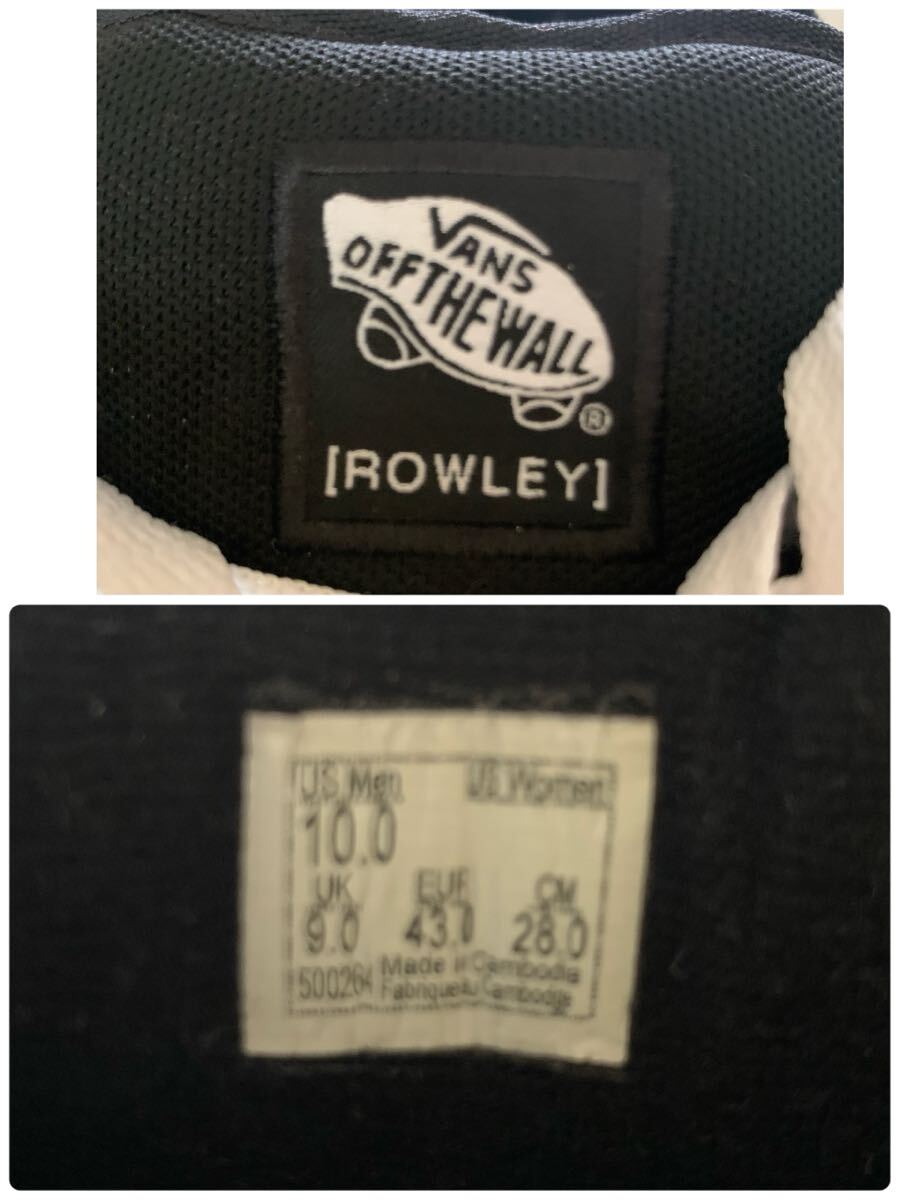 VANS
OFF THE WALL
®
[ROWLEY]
US Men US Women
10.0
UK EUR CM
9.0 43.0 28.0
500264 Made in Cambodia
Fabriqué au Cambodge